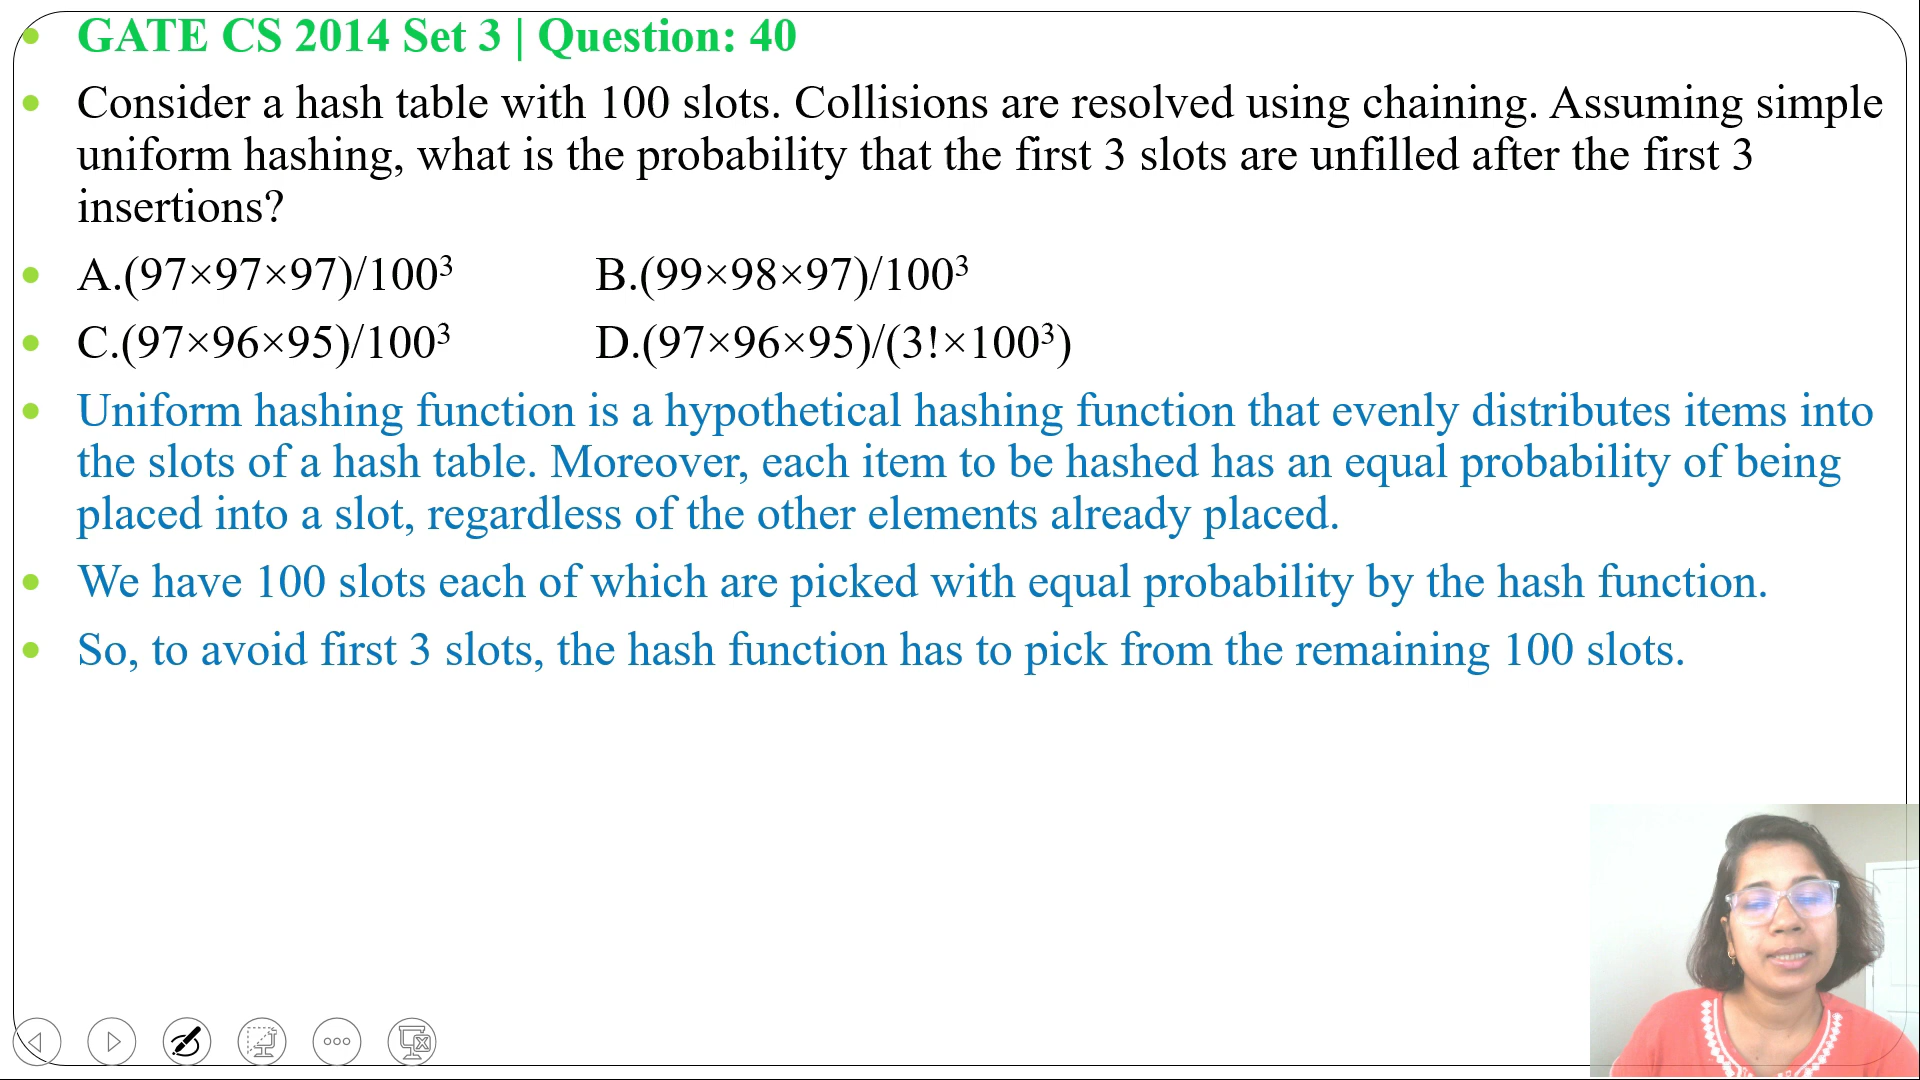 GATE CS 2014 Set 3 | Question: 40
Consider a hash table with 100 slots. Collisions are resolved using chaining. Assuming simple
uniform hashing, what is the probability that the first 3 slots are unfilled after the first 3
insertions?
A.(97×97×97)/100³ B.(99×98×97)/100³
C.(97×96×95)/100³ D.(97×96×95)/(3!×100³)
Uniform hashing function is a hypothetical hashing function that evenly distributes items into
the slots of a hash table. Moreover, each item to be hashed has an equal probability of being
placed into a slot, regardless of the other elements already placed.
We have 100 slots each of which are picked with equal probability by the hash function.
So, to avoid first 3 slots, the hash function has to pick from the remaining 100 slots.